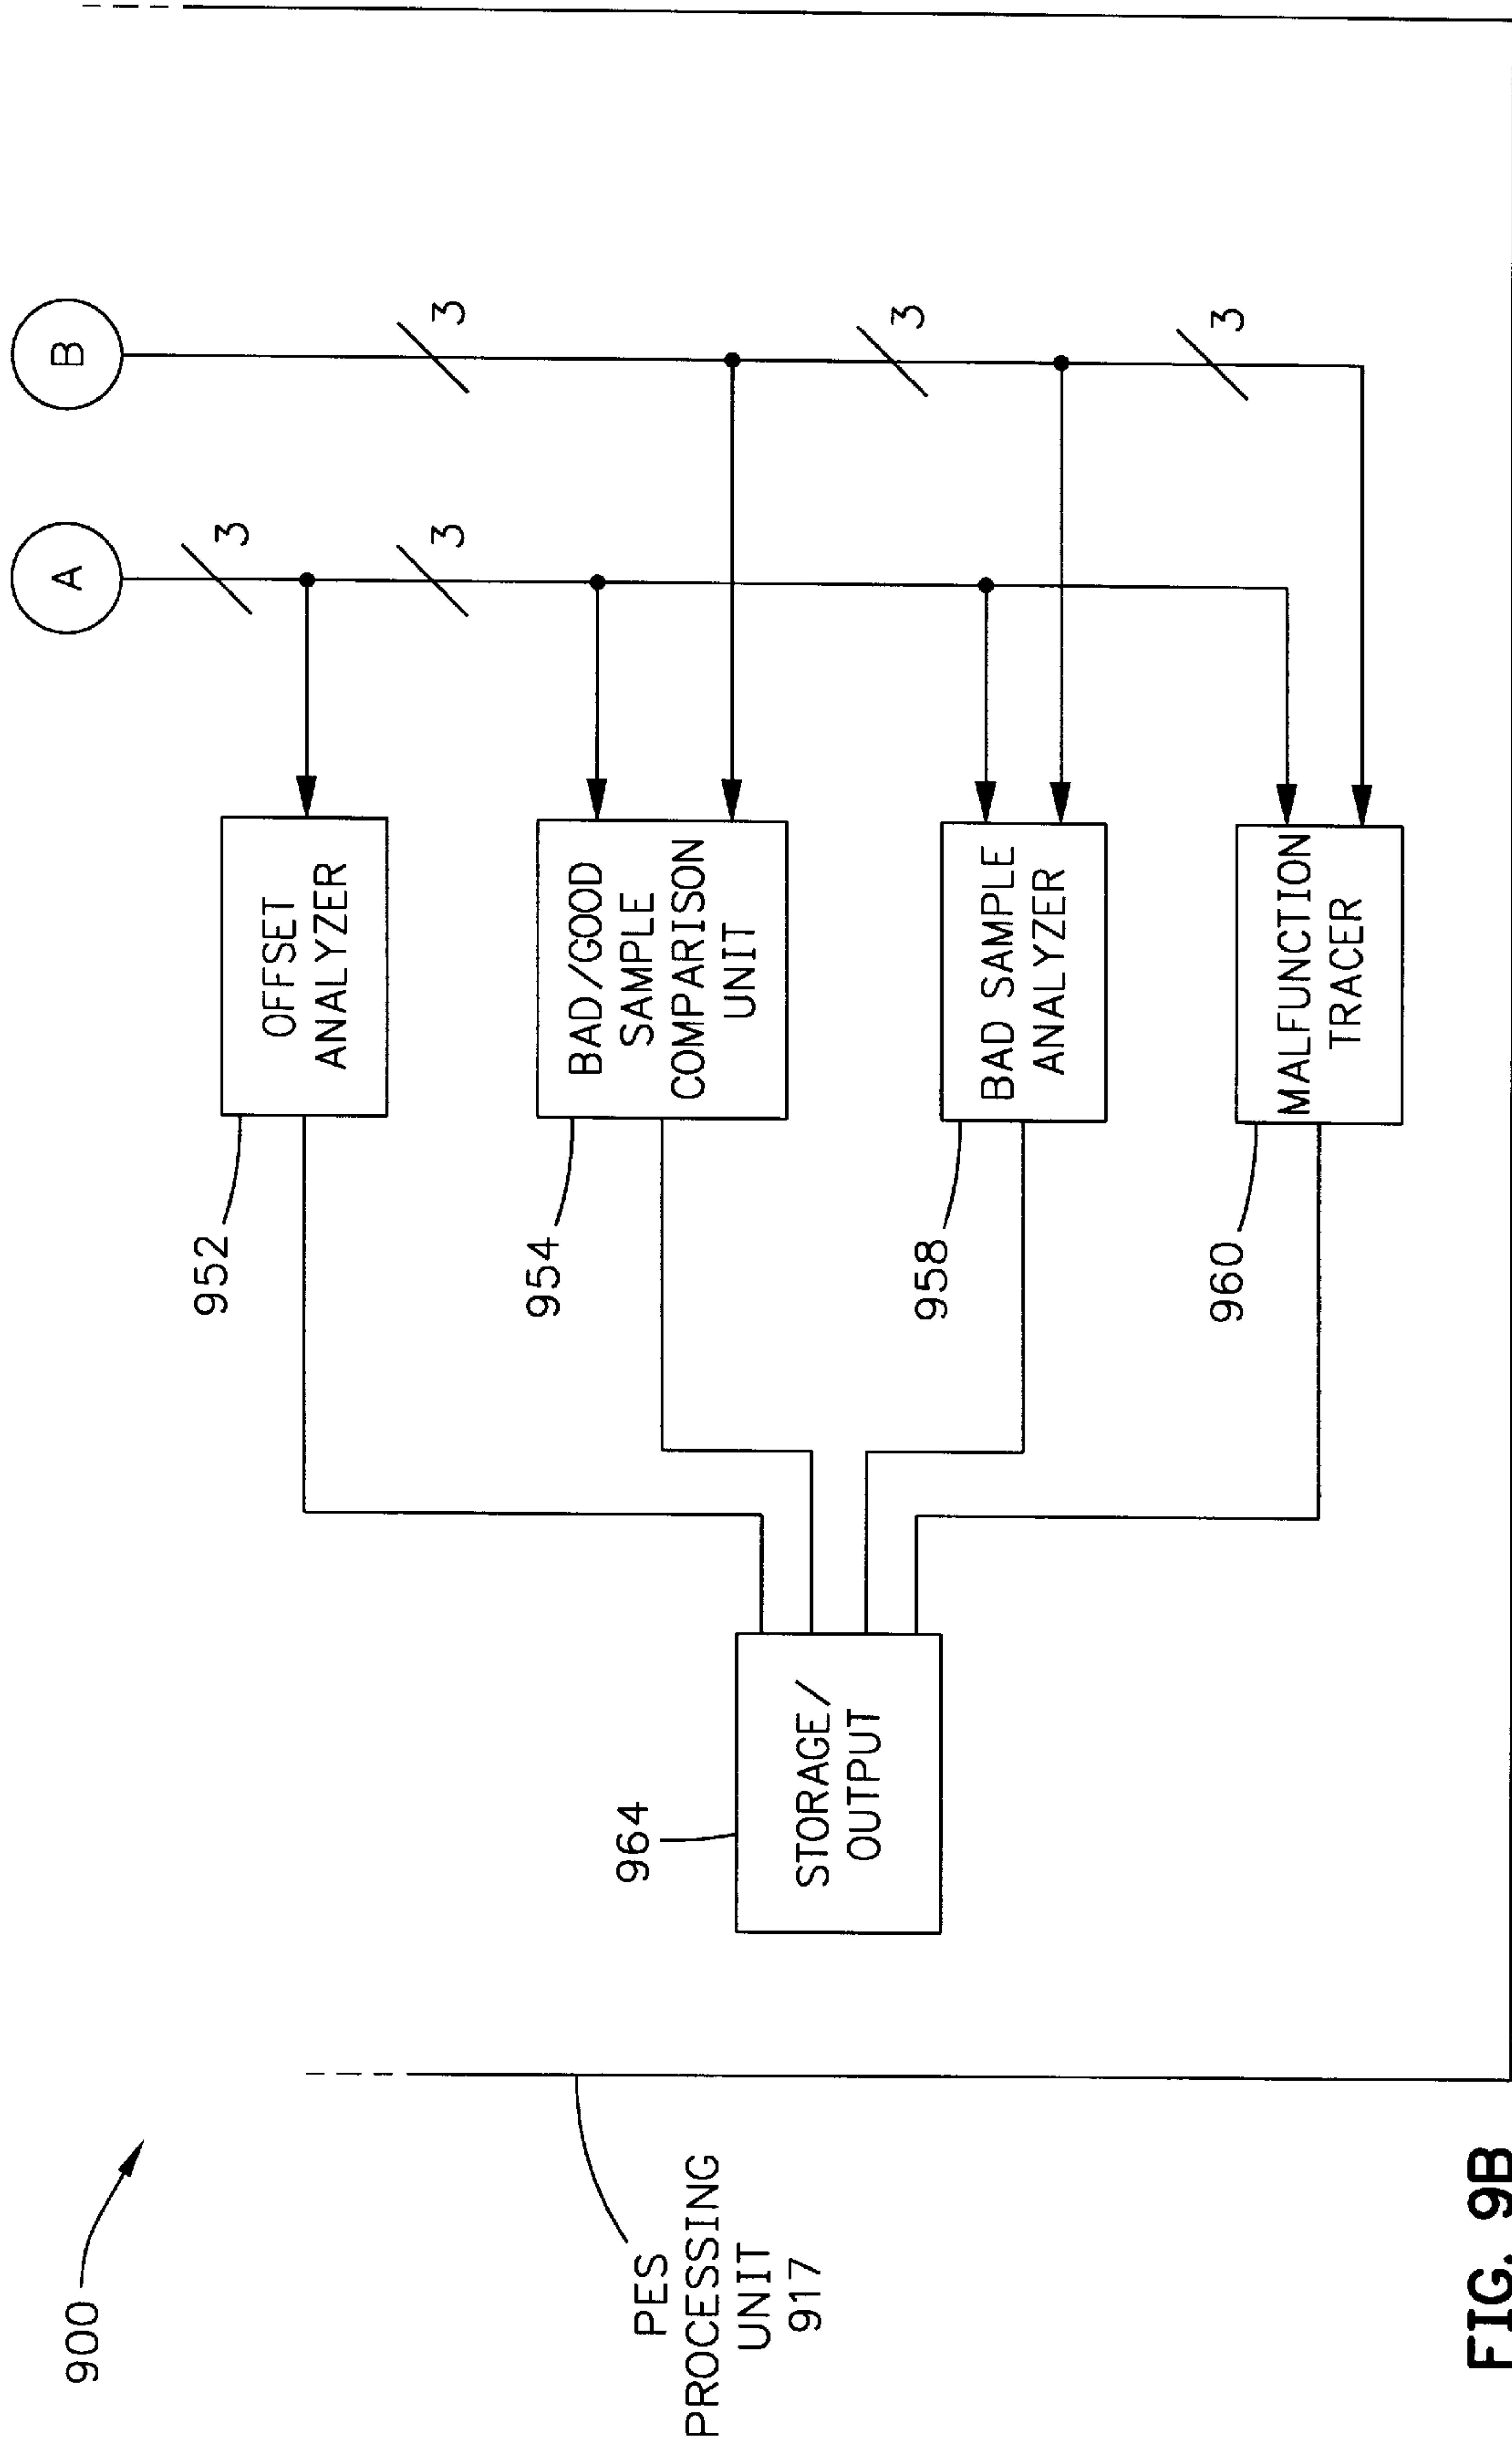 900
PES
PROCESSING
UNIT
917
964
STORAGE/
OUTPUT
952
954
958
960
OFFSET
ANALYZER
BAD/GOOD
SAMPLE
COMPARISON
UNIT
BAD SAMPLE
ANALYZER
MALFUNCTION
TRACER
A
3
3
B
3
3
3
FIG. 9B